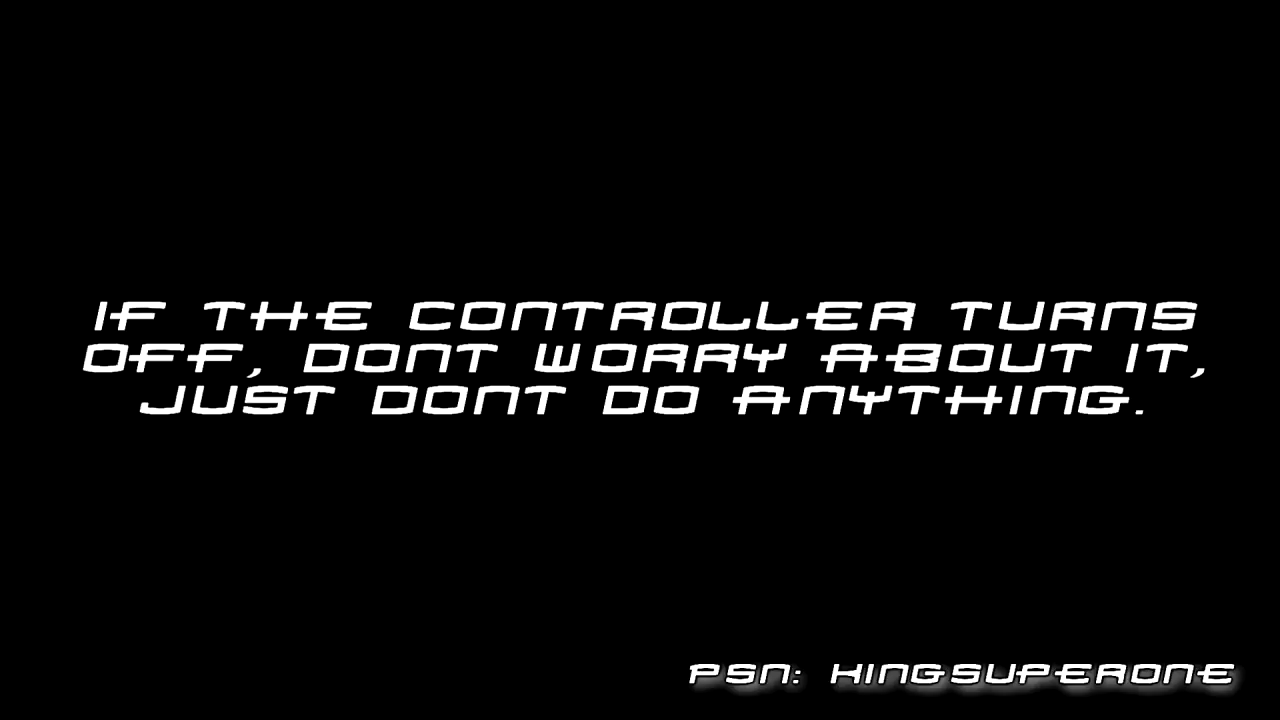 IF THE CONTROLLER TURNS
OFF, DONT WORRY ABOUT IT,
JUST DONT DO ANYTHING.
PSN: KINGSUPERONE